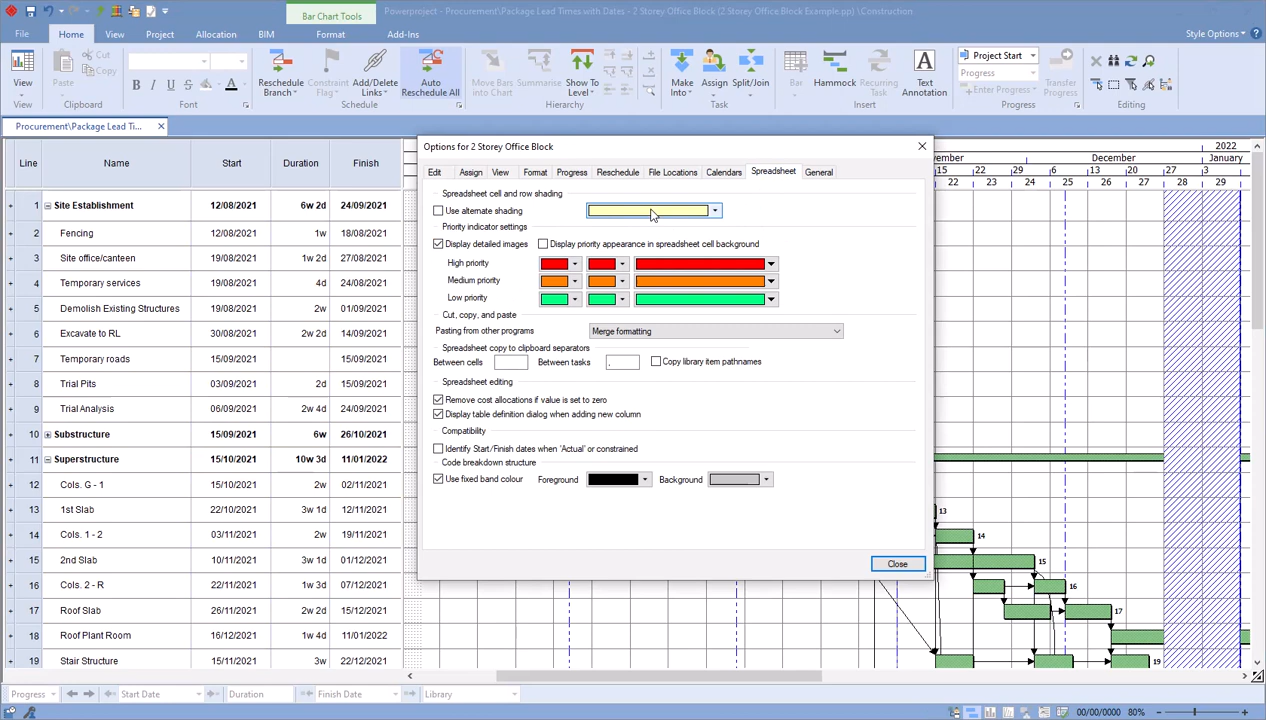 Bar Chart Tools
Powerproject - Procurement\Package Lead Times with Dates - 2 Storey Office Block (2 Storey Office Block Example.pp) \Constructron
File Home View Project Allocation BIM Format Add-Ins Style Options
View Paste Cut Copy
B I U S A
Reschedule Branch Constraint Flag Add/Delete Links Auto Reschedule All
Move Bars into Chart Summarise Show To Level
Make Into Assign Split/Join
Bar Hammock Recurring Task Text Annotation
Project Start
Progress
Enter Progress Transfer Progress
View Clipboard Font Schedule Hierarchy Task Insert Progress Editing
Procurement\Package Lead Ti...
Line Name Start Duration Finish
1 Site Establishment 12/08/2021 6w 2d 24/09/2021
2 Fencing 12/08/2021 1w 18/08/2021
3 Site office/canteen 19/08/2021 1w 2d 27/08/2021
4 Temporary services 19/08/2021 4d 24/08/2021
5 Demolish Existing Structures 19/08/2021 2w 02/09/2021
6 Excavate to RL 30/08/2021 2w 2d 14/09/2021
7 Temporary roads 15/09/2021 15/09/2021
8 Trial Pits 03/09/2021 2d 15/09/2021
9 Trial Analysis 06/09/2021 2w 4d 24/09/2021
10 Substructure 15/09/2021 6w 26/10/2021
11 Superstructure 15/10/2021 10w 3d 11/01/2022
12 Cols. G - 1 15/10/2021 2w 02/11/2021
13 1st Slab 22/10/2021 3w 1d 12/11/2021
14 Cols. 1 - 2 03/11/2021 2w 22/11/2021
15 2nd Slab 22/11/2021 2w 01/12/2021
16 Cols. 2 - R 22/11/2021 1w 3d 07/12/2021
17 Roof Slab 26/11/2021 2w 2d 15/12/2021
18 Roof Plant Room 16/12/2021 1w 4d 11/01/2022
19 Stair Structure 15/11/2021 3w 22/12/2021
2022
vember December January
15 22 29 6 13 20 27 3
22 23 24 25 26 27 28 29
13
14
15
16
17
19
Options for 2 Storey Office Block
Edit Assign View Format Progress Reschedule File Locations Calendars Spreadsheet General
Spreadsheet cell and row shading
Use alternate shading
Priority indicator settings
Display detailed images Display priority appearance in spreadsheet cell background
High priority
Medium priority
Low priority
Cut, copy, and paste
Pasting from other programs Merge formatting
Spreadsheet copy to clipboard separators
Between cells Between tasks , Copy library item pathnames
Spreadsheet editing
Remove cost allocations if value is set to zero
Display table definition dialog when adding new column
Compatibility
Identify Start/Finish dates when 'Actual' or constrained
Code breakdown structure
Use fixed band colour Foreground Background
Close
Progress Start Date Duration Finish Date Library
00/00/0000 80%